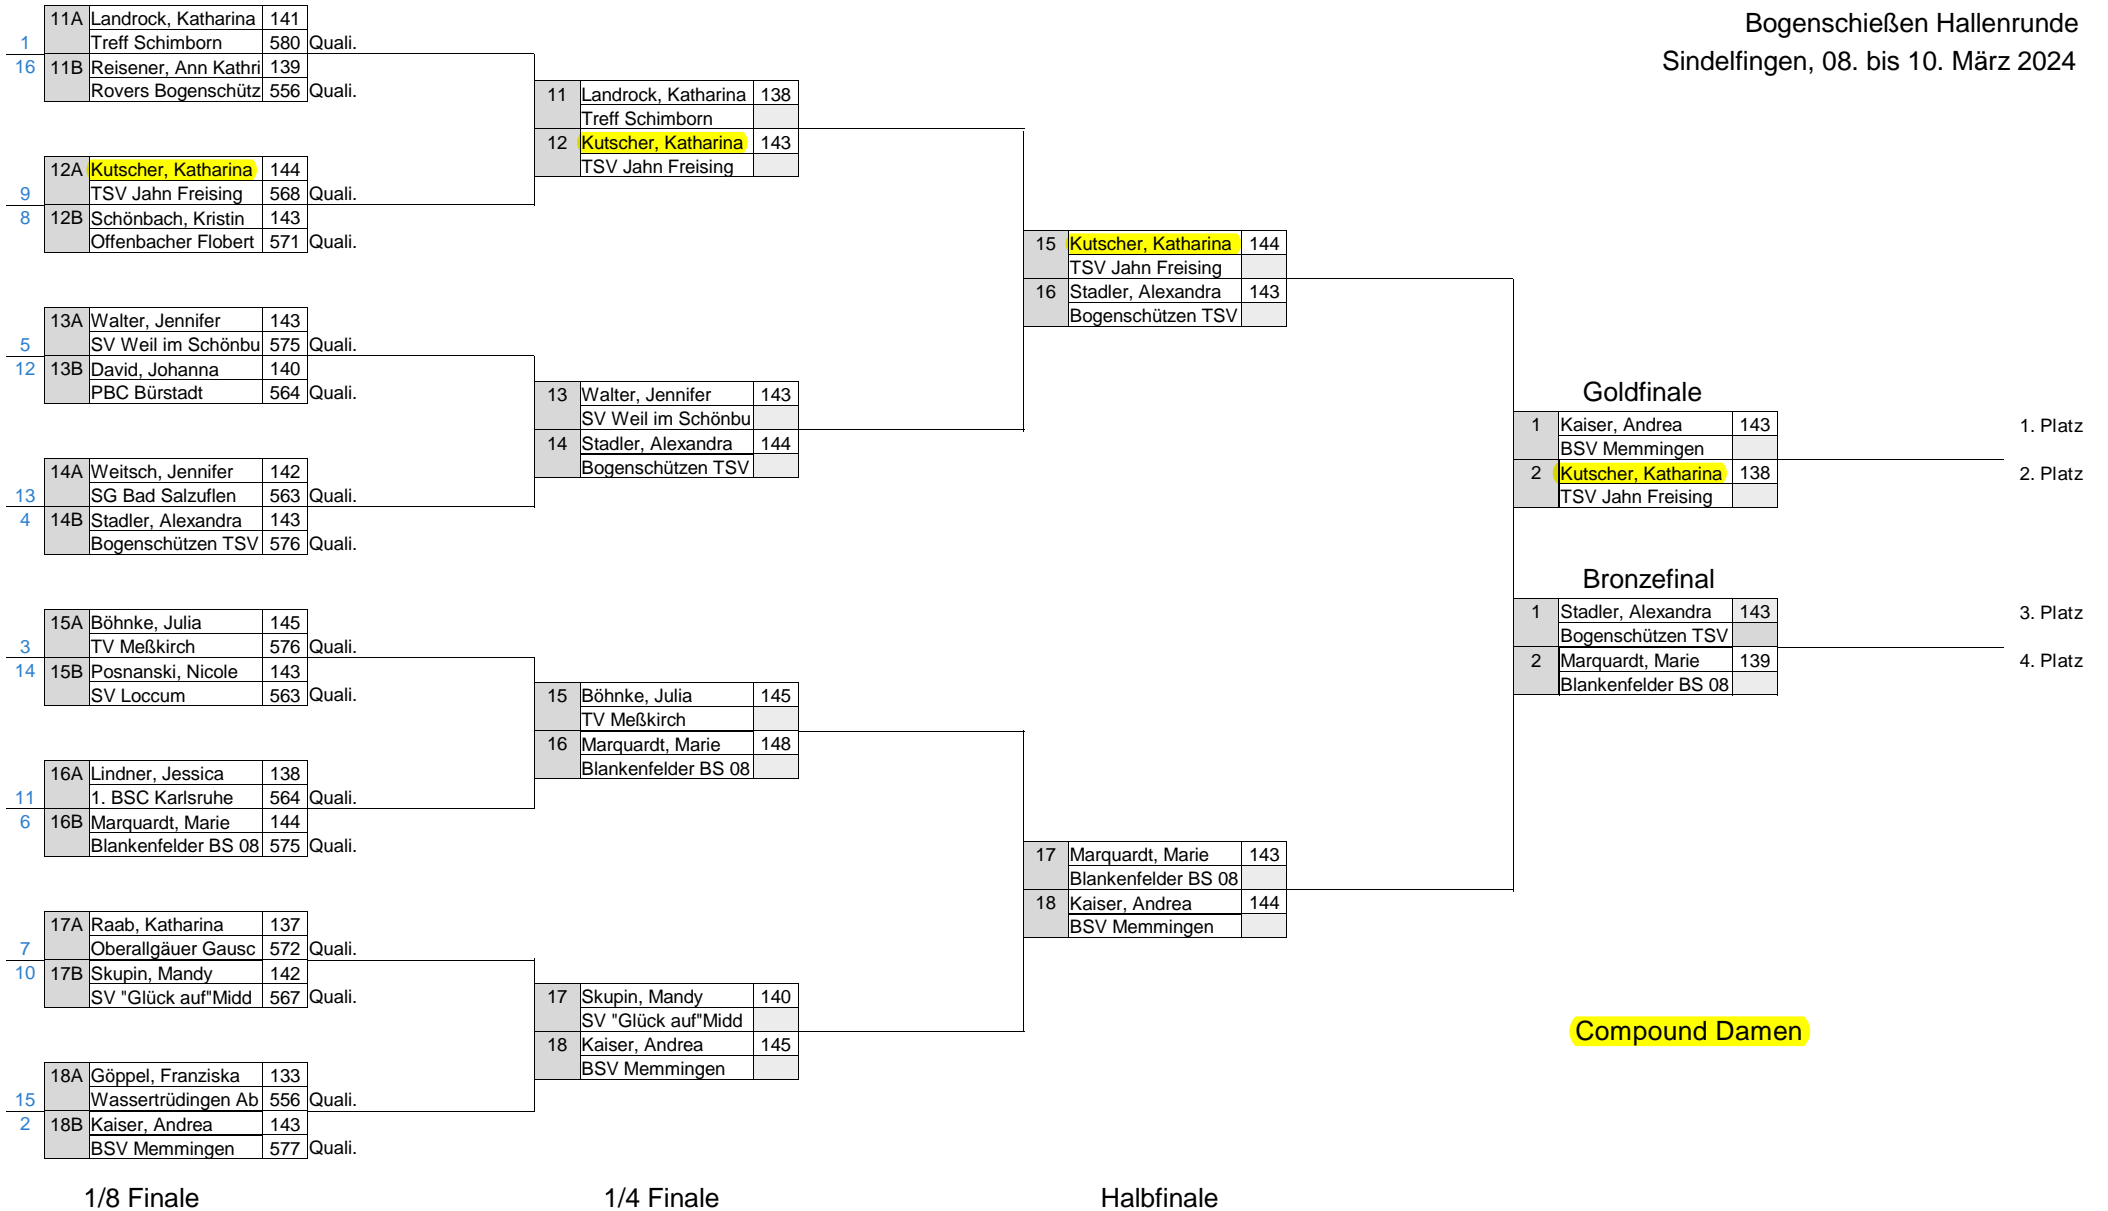 Bogenschießen Hallenrunde
Sindelfingen, 08. bis 10. März 2024
11A Landrock, Katharina 141
1 Treff Schimborn 580 Quali.
16 11B Reisener, Ann Kathri 139
Rovers Bogenschütz 556 Quali.
12A Kutscher, Katharina 144
9 TSV Jahn Freising 568 Quali.
8 12B Schönbach, Kristin 143
Offenbacher Flobert 571 Quali.
13A Walter, Jennifer 143
5 SV Weil im Schönbu 575 Quali.
12 13B David, Johanna 140
PBC Bürstadt 564 Quali.
14A Weitsch, Jennifer 142
13 SG Bad Salzuflen 563 Quali.
4 14B Stadler, Alexandra 143
Bogenschützen TSV 576 Quali.
15A Böhnke, Julia 145
3 TV Meßkirch 576 Quali.
14 15B Posnanski, Nicole 143
SV Loccum 563 Quali.
16A Lindner, Jessica 138
11 1. BSC Karlsruhe 564 Quali.
6 16B Marquardt, Marie 144
Blankenfelder BS 08 575 Quali.
17A Raab, Katharina 137
7 Oberallgäuer Gausc 572 Quali.
10 17B Skupin, Mandy 142
SV "Glück auf"Midd 567 Quali.
18A Göppel, Franziska 133
15 Wassertrüdingen Ab 556 Quali.
2 18B Kaiser, Andrea 143
BSV Memmingen 577 Quali.
1/8 Finale
11 Landrock, Katharina 138
Treff Schimborn
12 Kutscher, Katharina 143
TSV Jahn Freising
13 Walter, Jennifer 143
SV Weil im Schönbu
14 Stadler, Alexandra 144
Bogenschützen TSV
15 Böhnke, Julia 145
TV Meßkirch
16 Marquardt, Marie 148
Blankenfelder BS 08
17 Skupin, Mandy 140
SV "Glück auf"Midd
18 Kaiser, Andrea 145
BSV Memmingen
1/4 Finale
15 Kutscher, Katharina 144
TSV Jahn Freising
16 Stadler, Alexandra 143
Bogenschützen TSV
17 Marquardt, Marie 143
Blankenfelder BS 08
18 Kaiser, Andrea 144
BSV Memmingen
Halbfinale
Goldfinale
1 Kaiser, Andrea 143 1. Platz
BSV Memmingen
2 Kutscher, Katharina 138 2. Platz
TSV Jahn Freising
Bronzefinal
1 Stadler, Alexandra 143 3. Platz
Bogenschützen TSV
2 Marquardt, Marie 139 4. Platz
Blankenfelder BS 08
Compound Damen